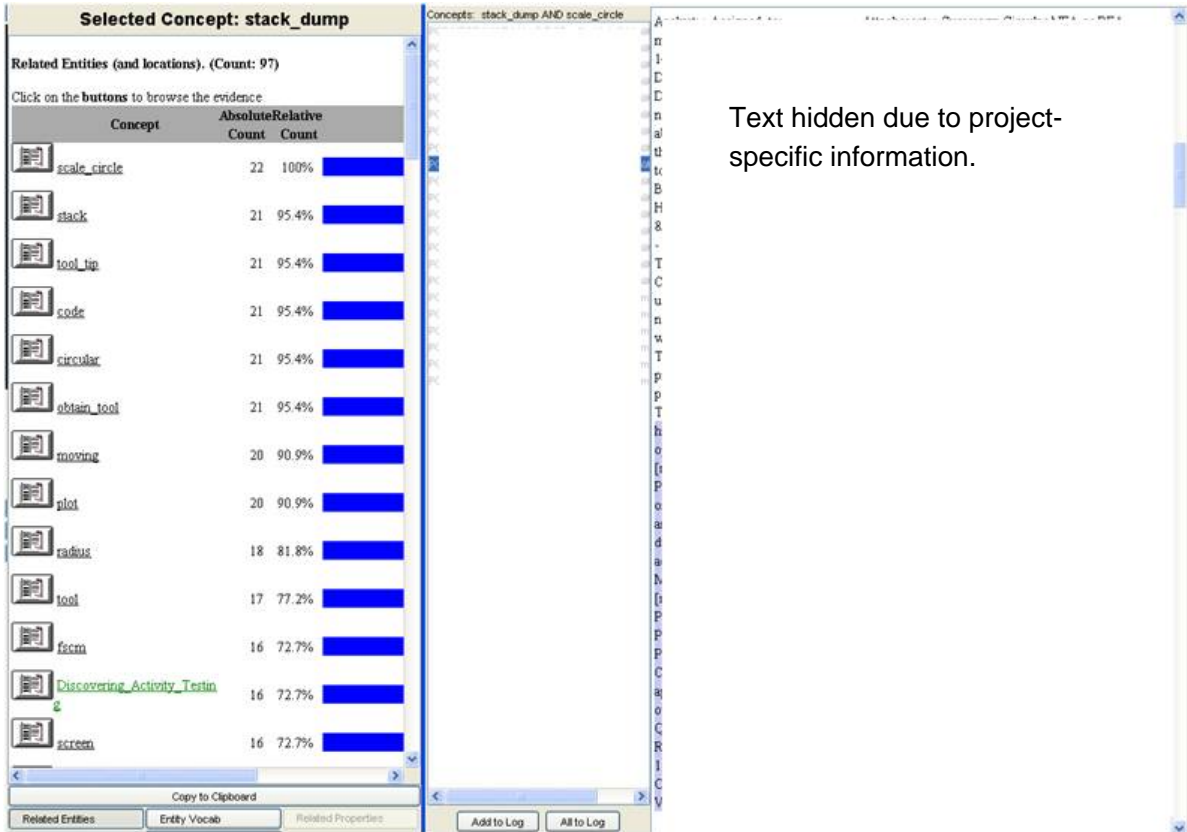 Selected Concept: stack_dump
Related Entities (and locations). (Count: 97)
Click on the buttons to browse the evidence
Concept Absolute Count Relative Count
scale_circle 22 100%
stack 21 95.4%
tool_tip 21 95.4%
code 21 95.4%
circular 21 95.4%
obtain_tool 21 95.4%
moving 20 90.9%
plot 20 90.9%
radius 18 81.8%
tool 17 77.2%
fscm 16 72.7%
Discovering_Activity_Testin
g 16 72.7%
screen 16 72.7%
Copy to Clipboard
Related Entities Entity Vocab Related Properties
Concepts: stack_dump AND scale_circle
Add to Log All to Log
Text hidden due to project-
specific information.